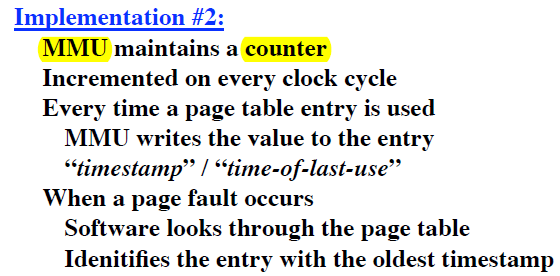 Implementation #2:
MMU maintains a counter
Incremented on every clock cycle
Every time a page table entry is used
MMU writes the value to the entry
“timestamp” / “time-of-last-use”
When a page fault occurs
Software looks through the page table
Idenitifies the entry with the oldest timestamp